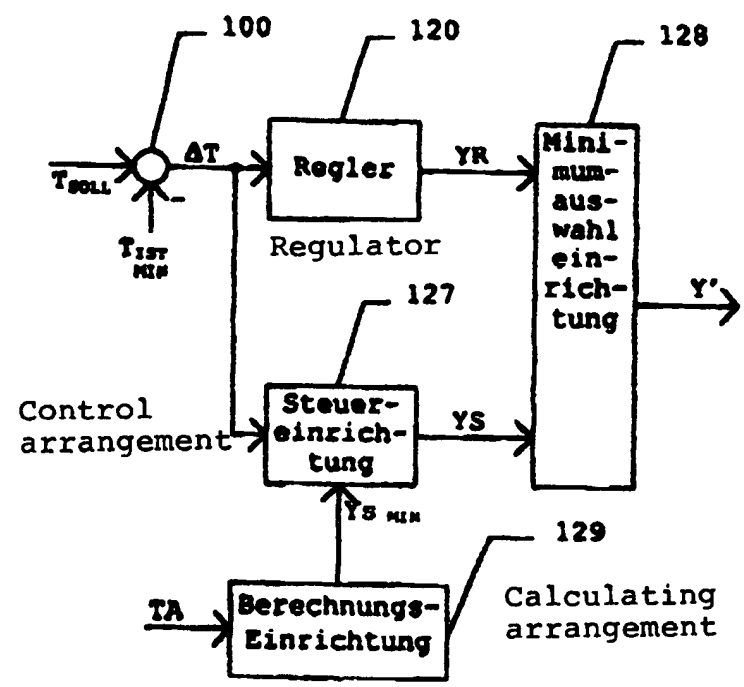 100
120
128
ΔT
T SOLL
T IST MIN
-
Regler
Regulator
YR
Mini-
mum-
aus-
wahl
ein-
rich-
tung
Y'
127
Control
arrangement
Steuer-
einrich-
tung
YS
YS MIN
129
TA
Berechnungs-
Einrichtung
Calculating
arrangement